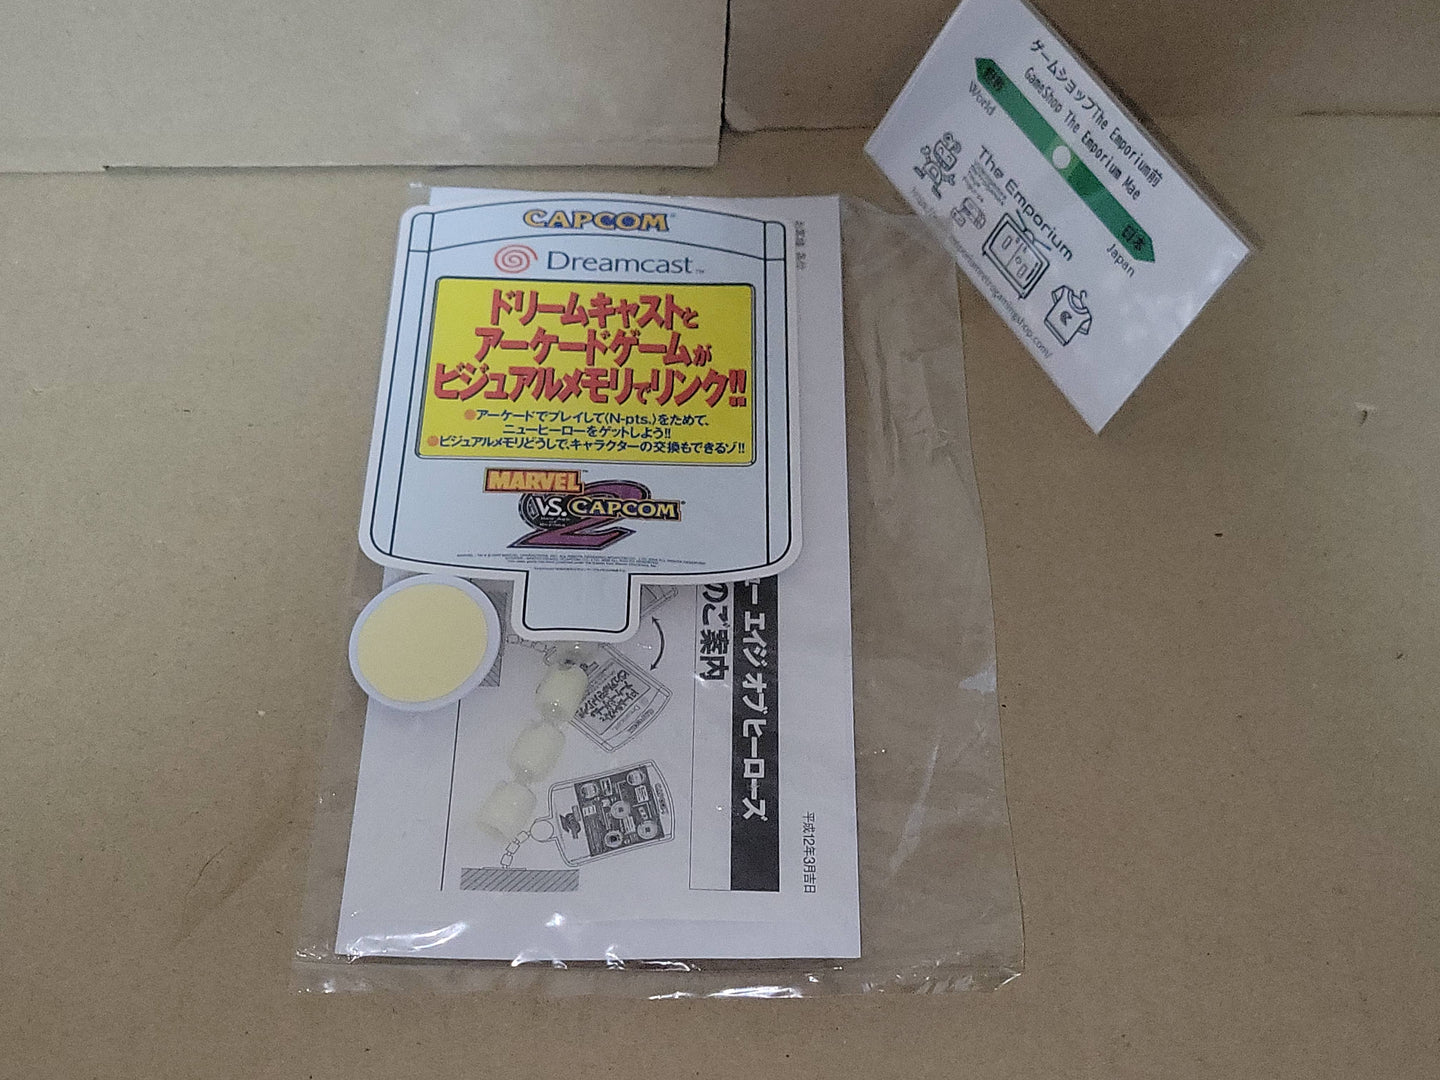 CAPCOM
Dreamcast™
ドリームキャストと
アーケードゲームが
ビジュアルメモリでリンク!!
●アーケードでプレイして〈N-pts.〉をためて、
ニューヒーローをゲットしよう!!
●ビジュアルメモリどうしで、キャラクターの交換もできるゾ!!
MARVEL™
VS. CAPCOM®
2
ー エイジ オブ ヒーローズ
のご案内
平成12年3月吉日
Dreamcast
ゲームショップThe Emporium前
GameShop The Emporium Mae
世界
World
日本
Japan
The Emporium